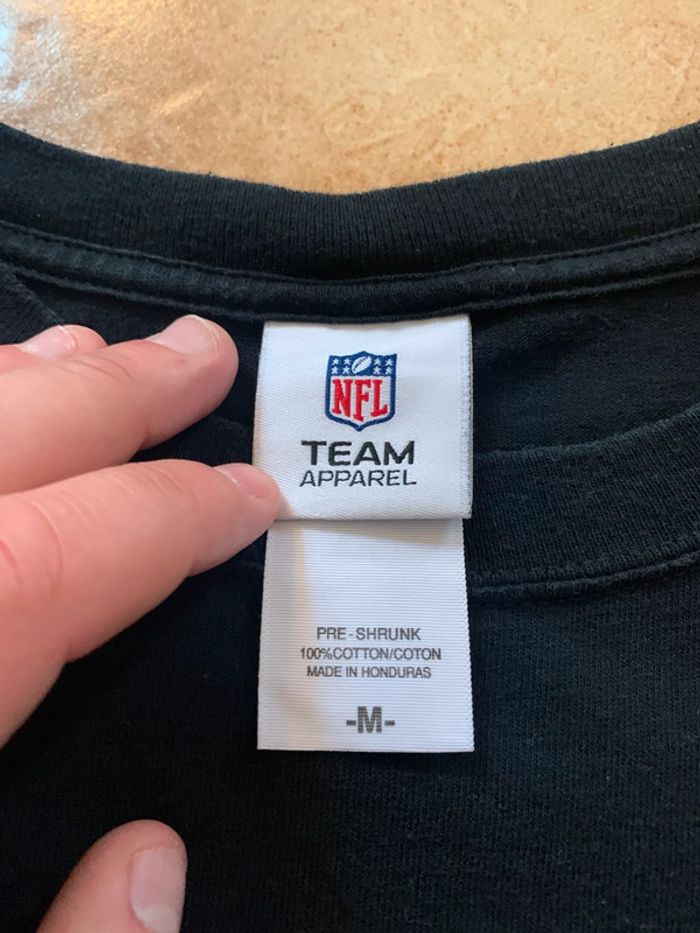 NFL
TEAM
APPAREL
PRE-SHRUNK
100%COTTON/COTON
MADE IN HONDURAS
-M-